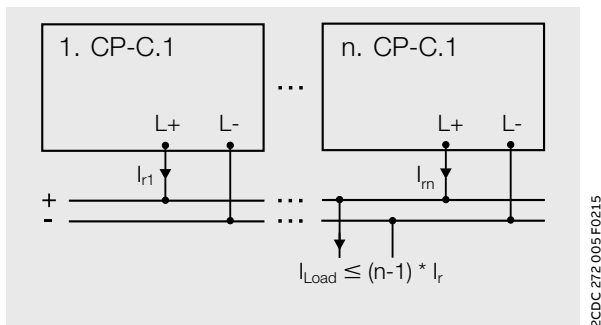 1. CP-C.1 n. CP-C.1
...
L+ L- L+ L-
Ir1 Irn
+ ...
- ...
ILoad ≤ (n-1) * Ir
2CDC 272 005 F0215